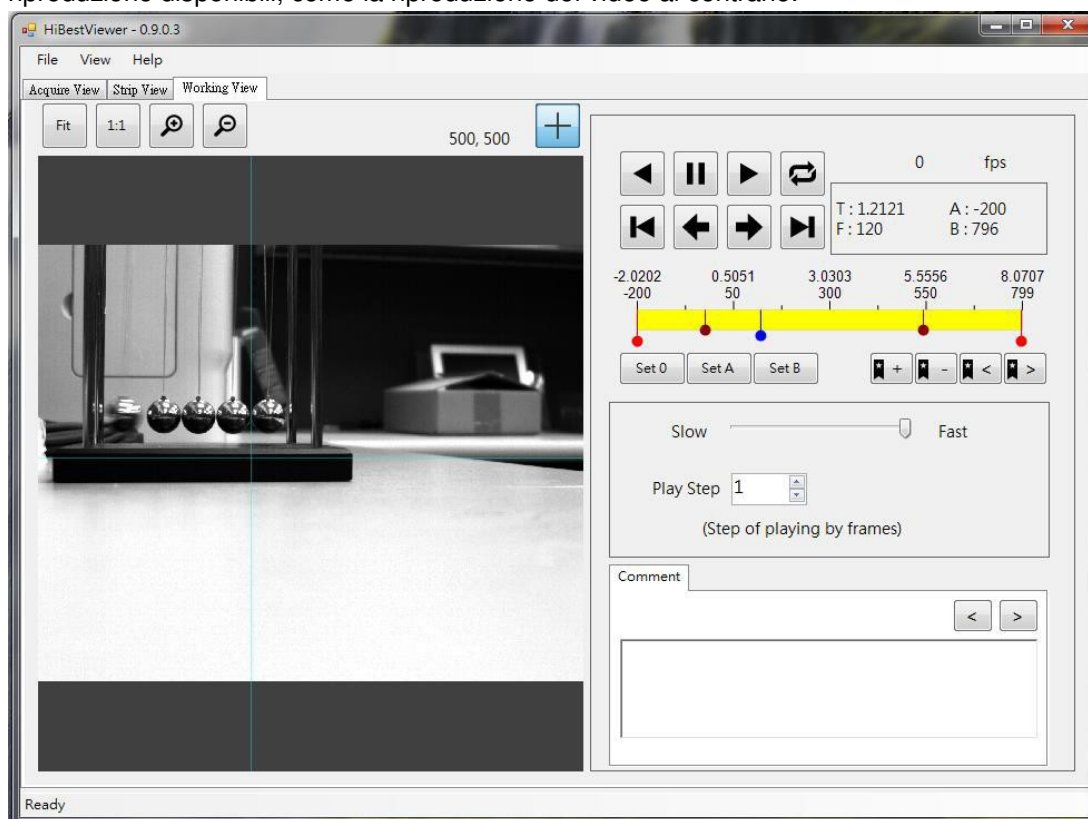 riproduzione disponibili, come la riproduzione del video al contrario.
HiBestViewer - 0.9.0.3
File View Help
Acquire View Strip View Working View
Fit 1:1 500, 500
0 fps
T : 1.2121 A : -200
F : 120 B : 796
-2.0202 0.5051 3.0303 5.5556 8.0707
-200 50 300 550 799
Set 0 Set A Set B + - < >
Slow Fast
Play Step 1
(Step of playing by frames)
Comment
< >
Ready